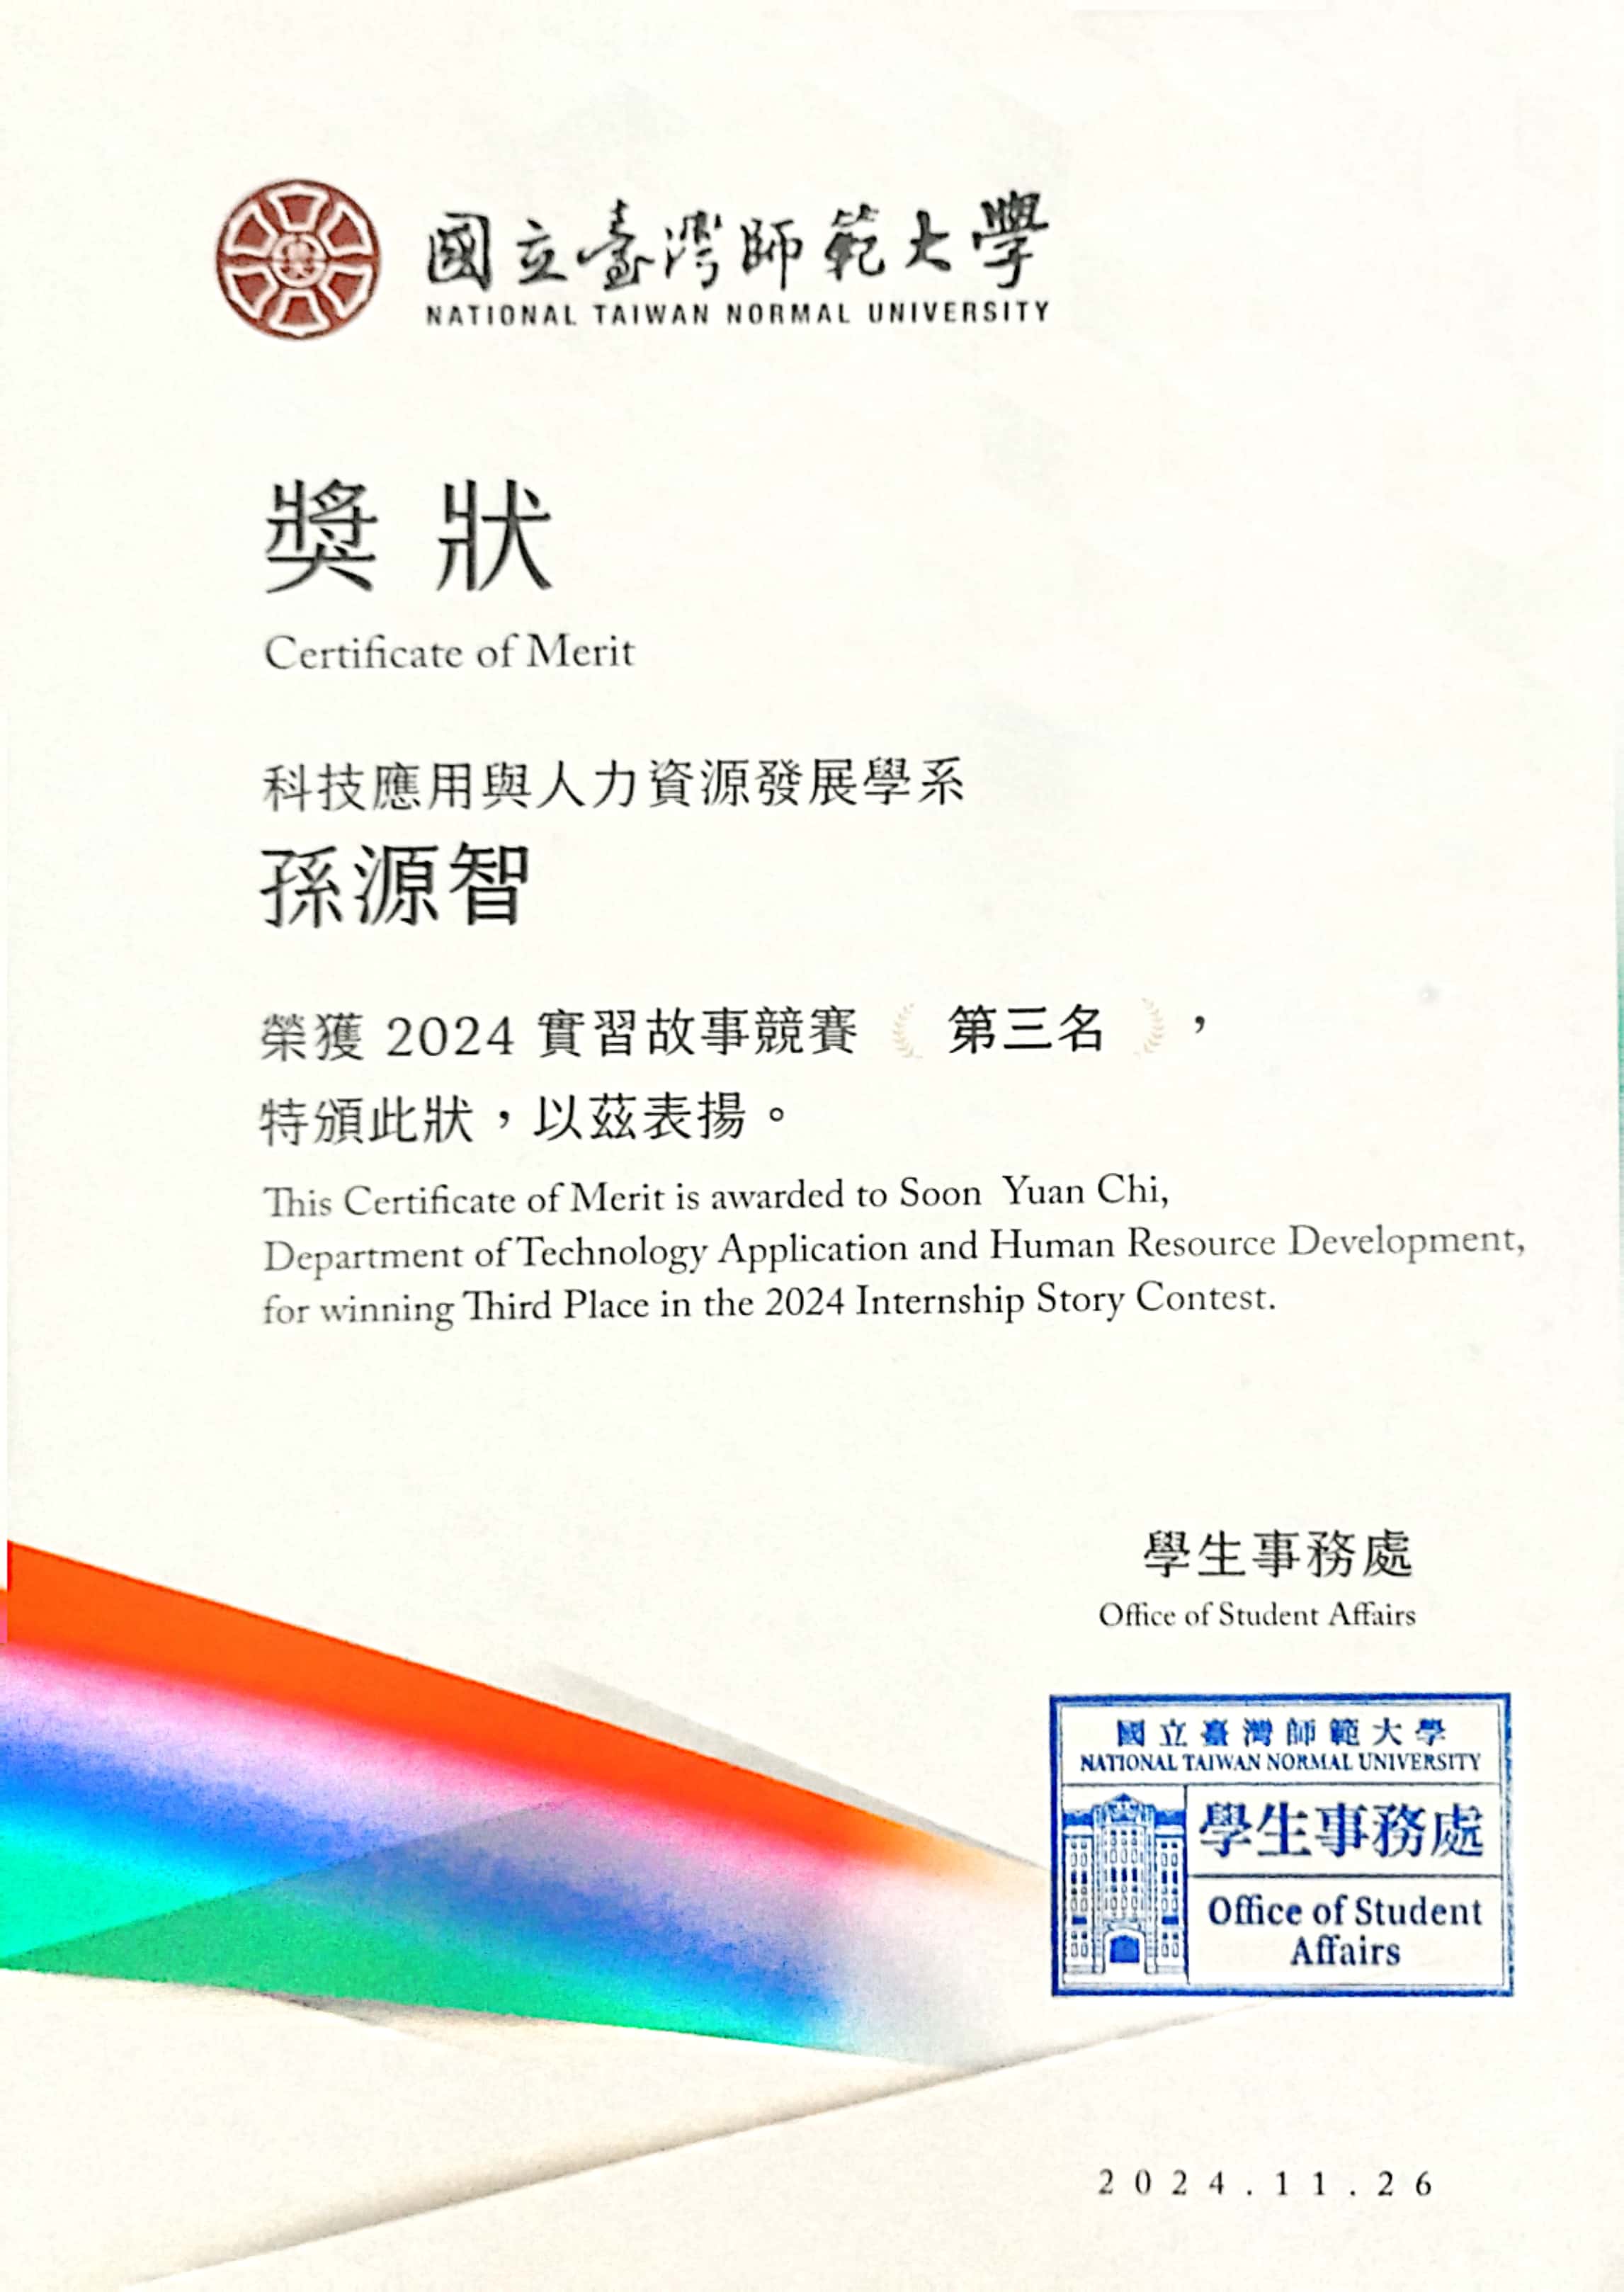 國立臺灣師範大學
NATIONAL TAIWAN NORMAL UNIVERSITY
獎狀
Certificate of Merit
科技應用與人力資源發展學系
孫源智
榮獲 2024 實習故事競賽 第三名，
特頒此狀，以茲表揚。
This Certificate of Merit is awarded to Soon Yuan Chi,
Department of Technology Application and Human Resource Development,
for winning Third Place in the 2024 Internship Story Contest.
學生事務處
Office of Student Affairs
國立臺灣師範大學
NATIONAL TAIWAN NORMAL UNIVERSITY
學生事務處
Office of Student
Affairs
2024.11.26